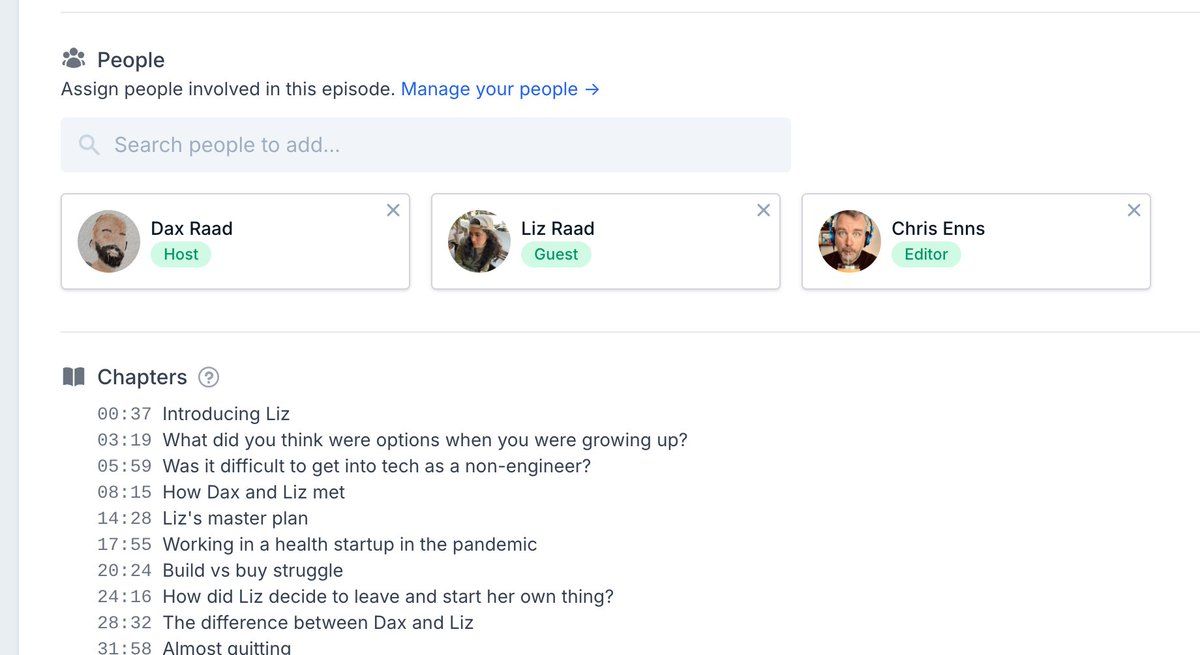 People
Assign people involved in this episode. Manage your people →
Search people to add...
Dax Raad
Host
Liz Raad
Guest
Chris Enns
Editor
Chapters ?
00:37 Introducing Liz
03:19 What did you think were options when you were growing up?
05:59 Was it difficult to get into tech as a non-engineer?
08:15 How Dax and Liz met
14:28 Liz's master plan
17:55 Working in a health startup in the pandemic
20:24 Build vs buy struggle
24:16 How did Liz decide to leave and start her own thing?
28:32 The difference between Dax and Liz
31:58 Almost quitting